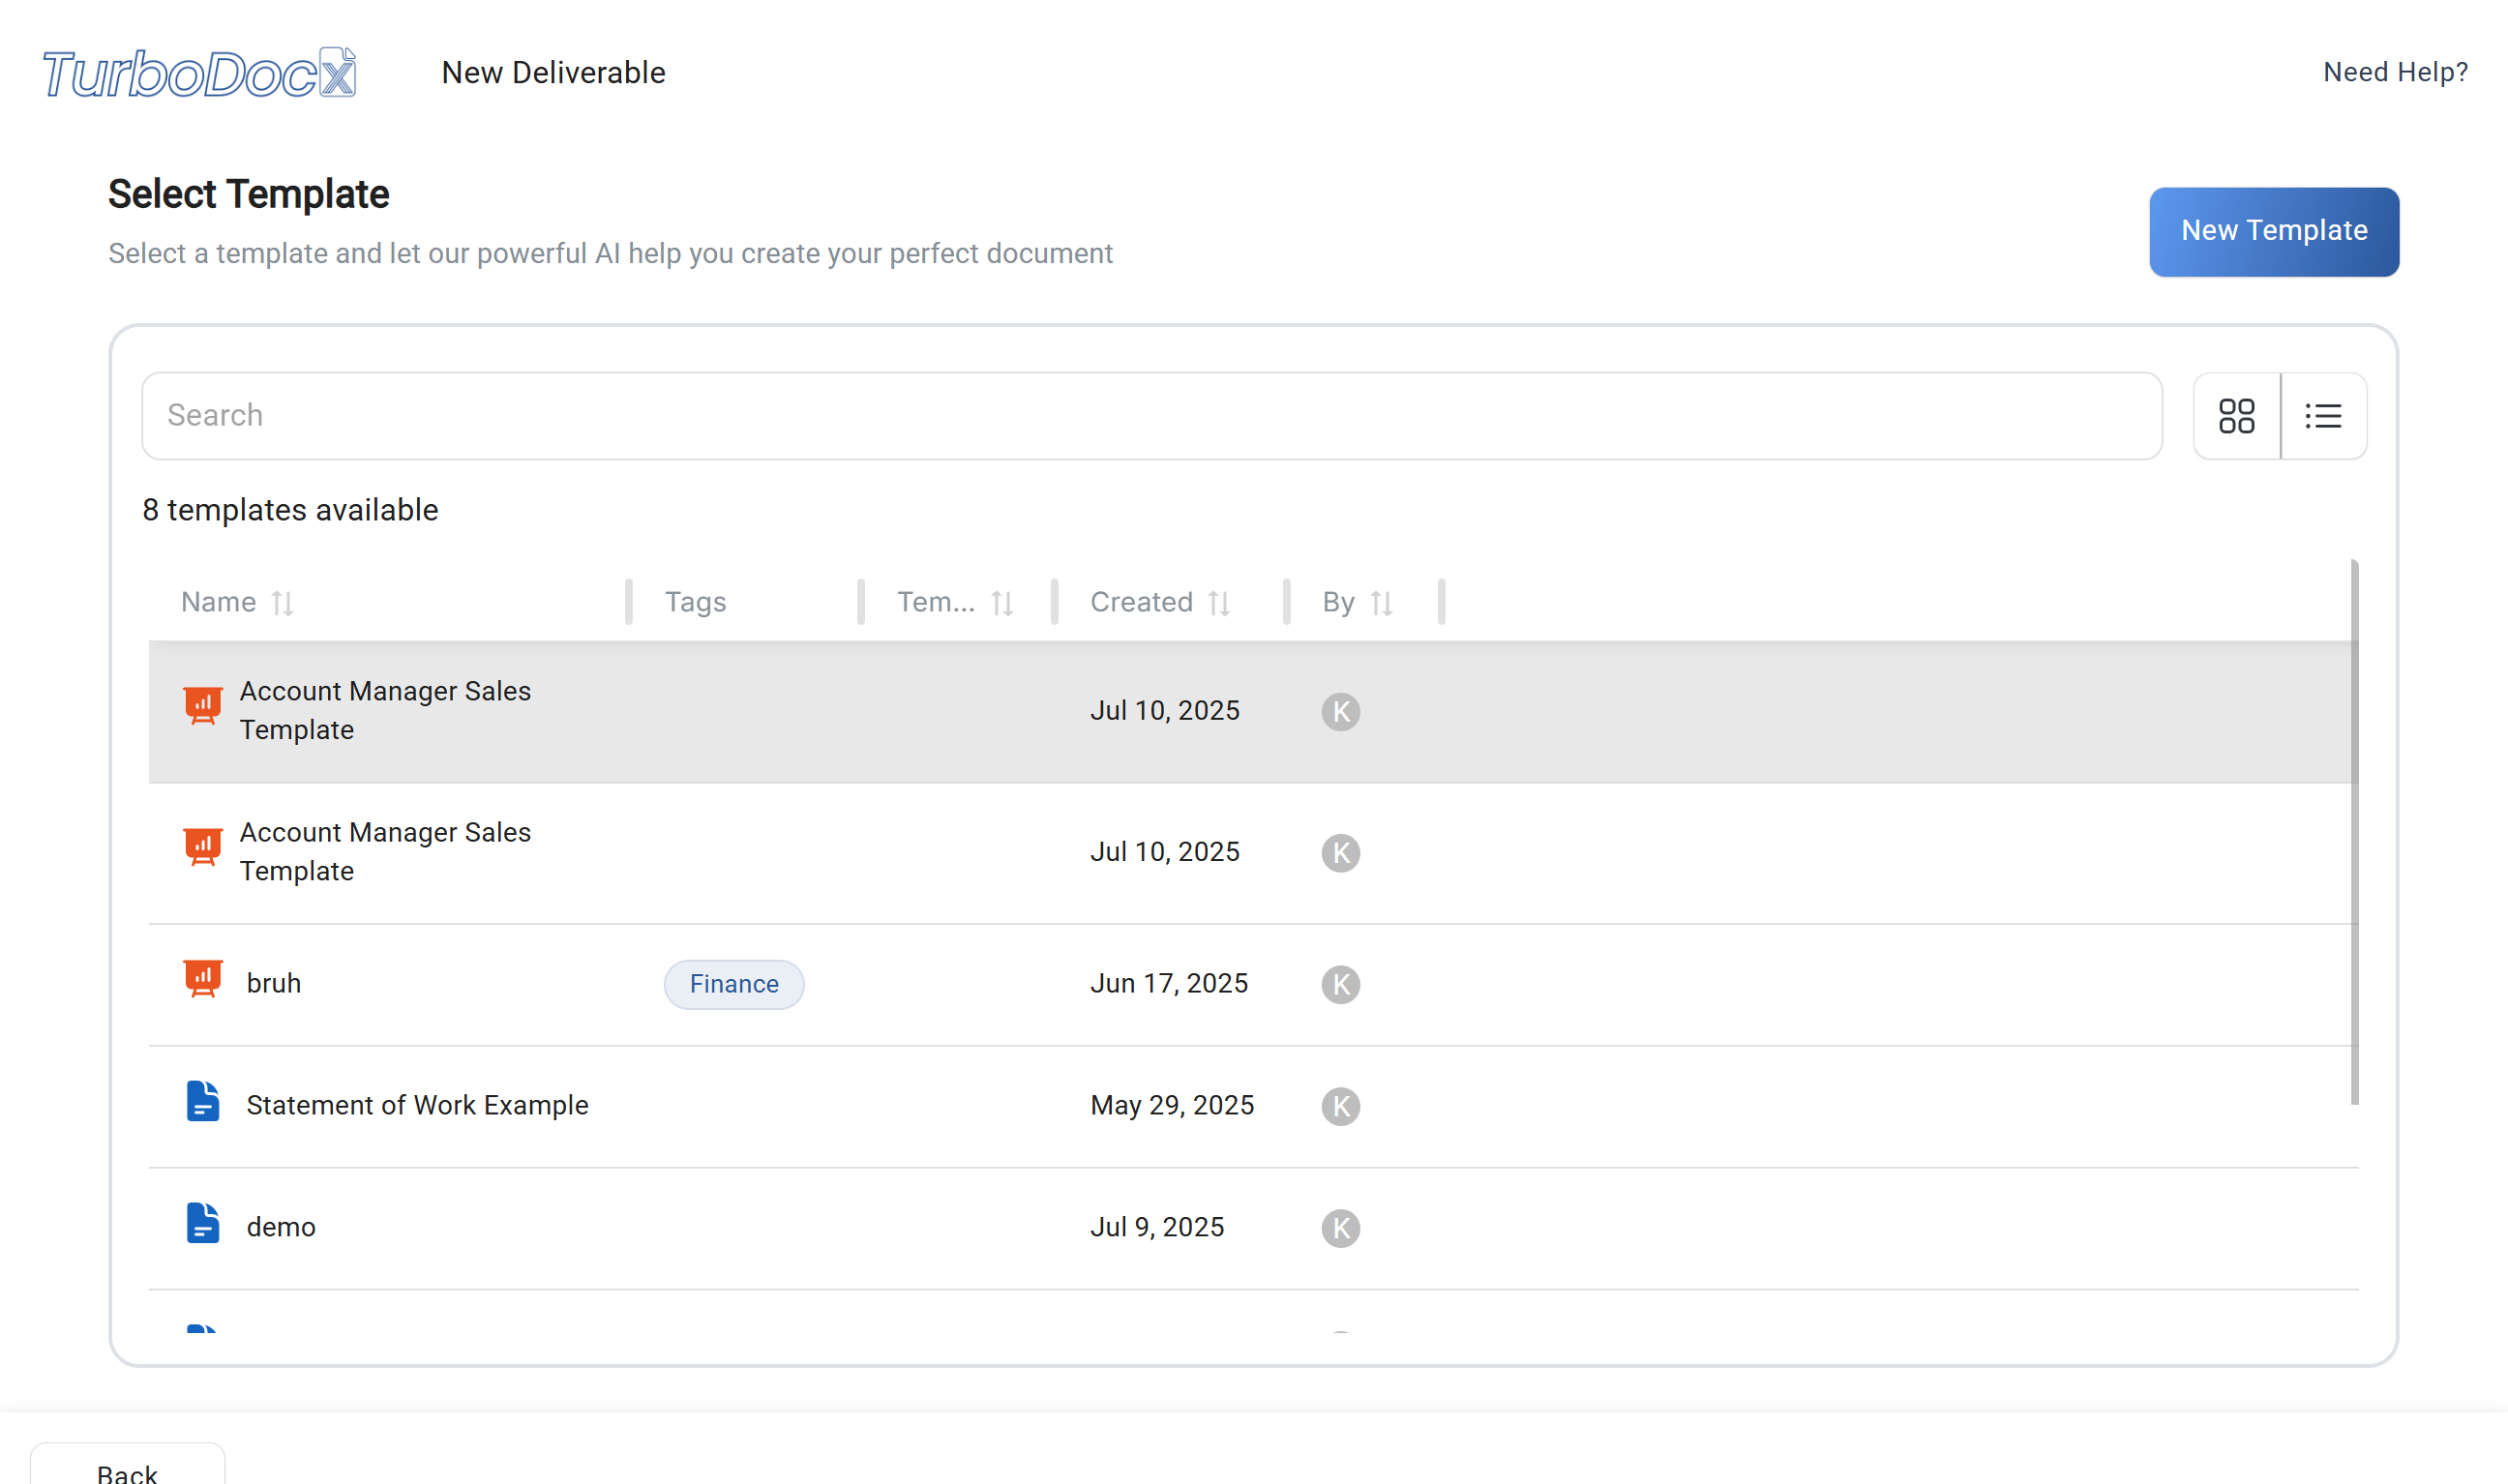 TurboDocX
New Deliverable
Need Help?
Select Template
Select a template and let our powerful AI help you create your perfect document
New Template
Search
8 templates available
Name
Tags
Tem...
Created
By
Account Manager Sales
Template
Jul 10, 2025
K
Account Manager Sales
Template
Jul 10, 2025
K
bruh
Finance
Jun 17, 2025
K
Statement of Work Example
May 29, 2025
K
demo
Jul 9, 2025
K
Back